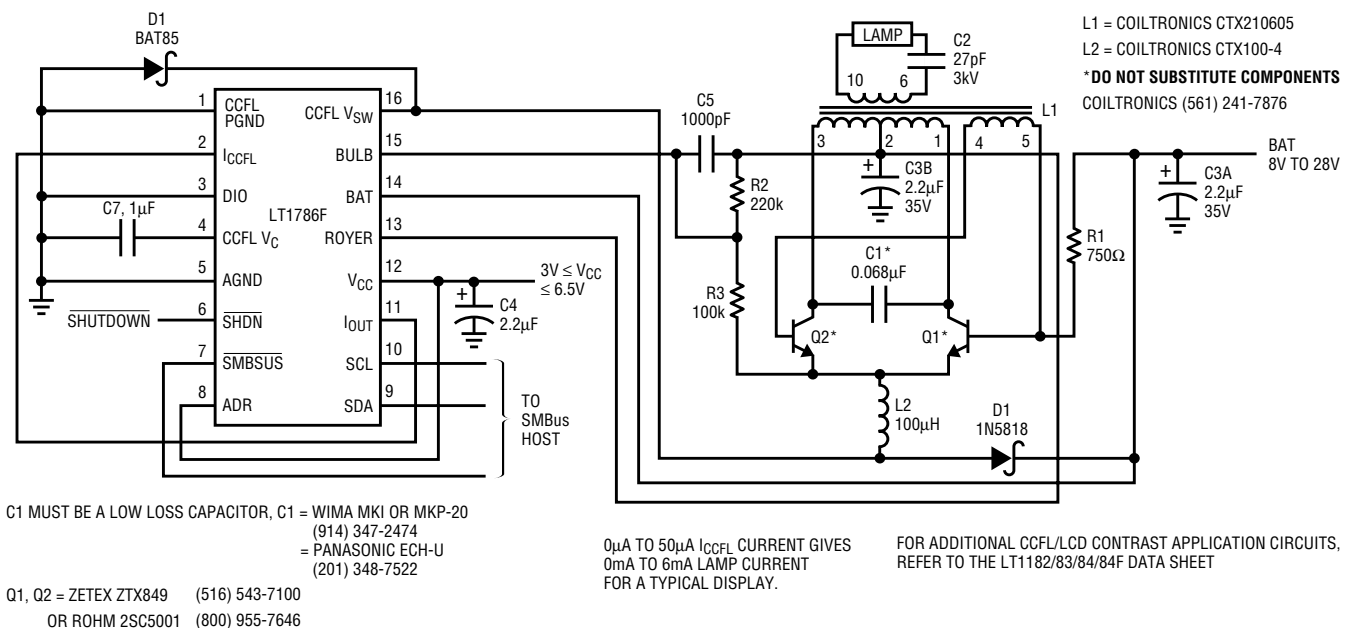 D1
BAT85
1 CCFL PGND
2 ICCFL
3 DIO
4 CCFL VC
5 AGND
6 SHDN
7 SMBSUS
8 ADR
LT1786F
CCFL VSW 16
BULB 15
BAT 14
ROYER 13
VCC 12
IOUT 11
SCL 10
SDA 9
C7, 1µF
SHUTDOWN
3V ≤ VCC
≤ 6.5V
+
C4
2.2µF
TO
SMBus
HOST
C5
1000pF
R2
220k
R3
100k
LAMP
C2
27pF
3kV
10 6
L1
3 2 1 4 5
+
C3B
2.2µF
35V
C1*
0.068µF
Q2* Q1*
L2
100µH
D1
1N5818
R1
750Ω
BAT
8V TO 28V
+
C3A
2.2µF
35V
L1 = COILTRONICS CTX210605
L2 = COILTRONICS CTX100-4
*DO NOT SUBSTITUTE COMPONENTS
COILTRONICS (561) 241-7876
C1 MUST BE A LOW LOSS CAPACITOR, C1 = WIMA MKI OR MKP-20
(914) 347-2474
= PANASONIC ECH-U
(201) 348-7522
Q1, Q2 = ZETEX ZTX849 (516) 543-7100
OR ROHM 2SC5001 (800) 955-7646
0µA TO 50µA ICCFL CURRENT GIVES
0mA TO 6mA LAMP CURRENT
FOR A TYPICAL DISPLAY.
FOR ADDITIONAL CCFL/LCD CONTRAST APPLICATION CIRCUITS,
REFER TO THE LT1182/83/84/84F DATA SHEET